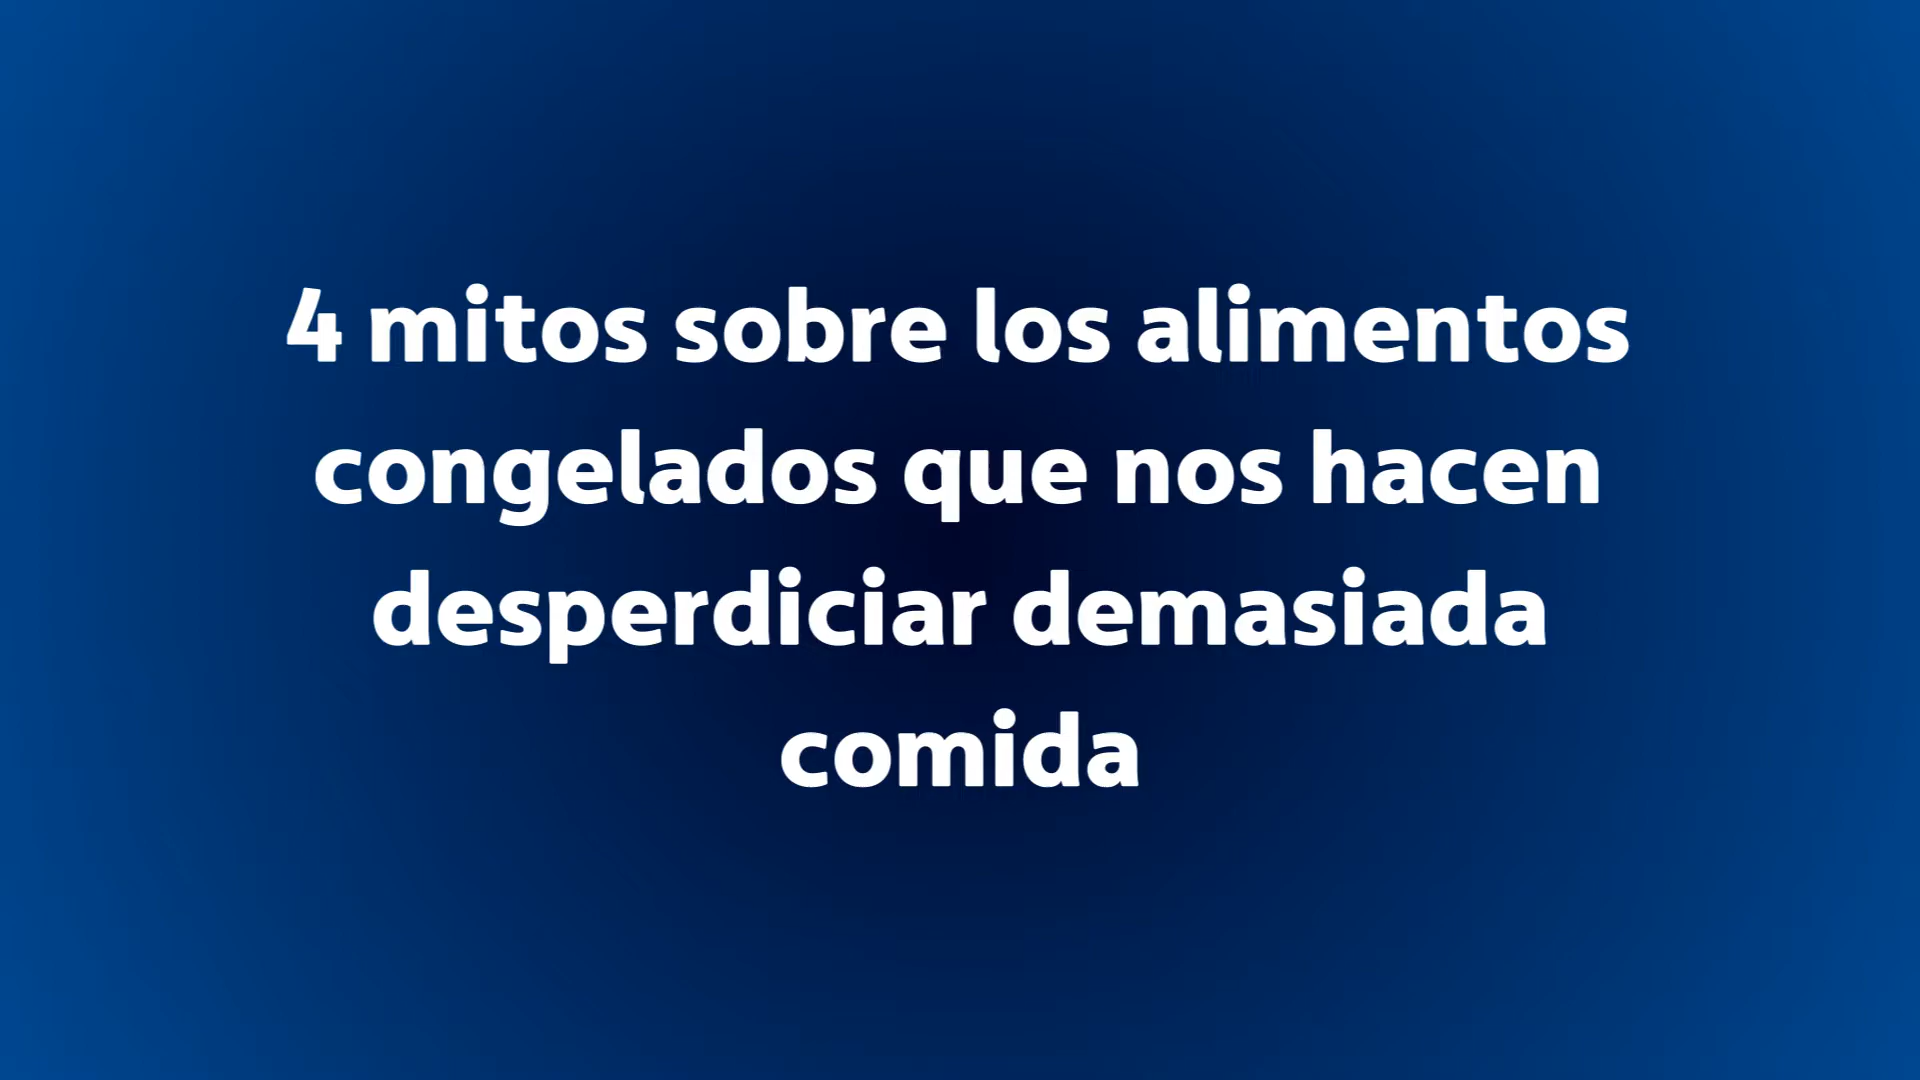 4 mitos sobre los alimentos
congelados que nos hacen
desperdiciar demasiada
comida